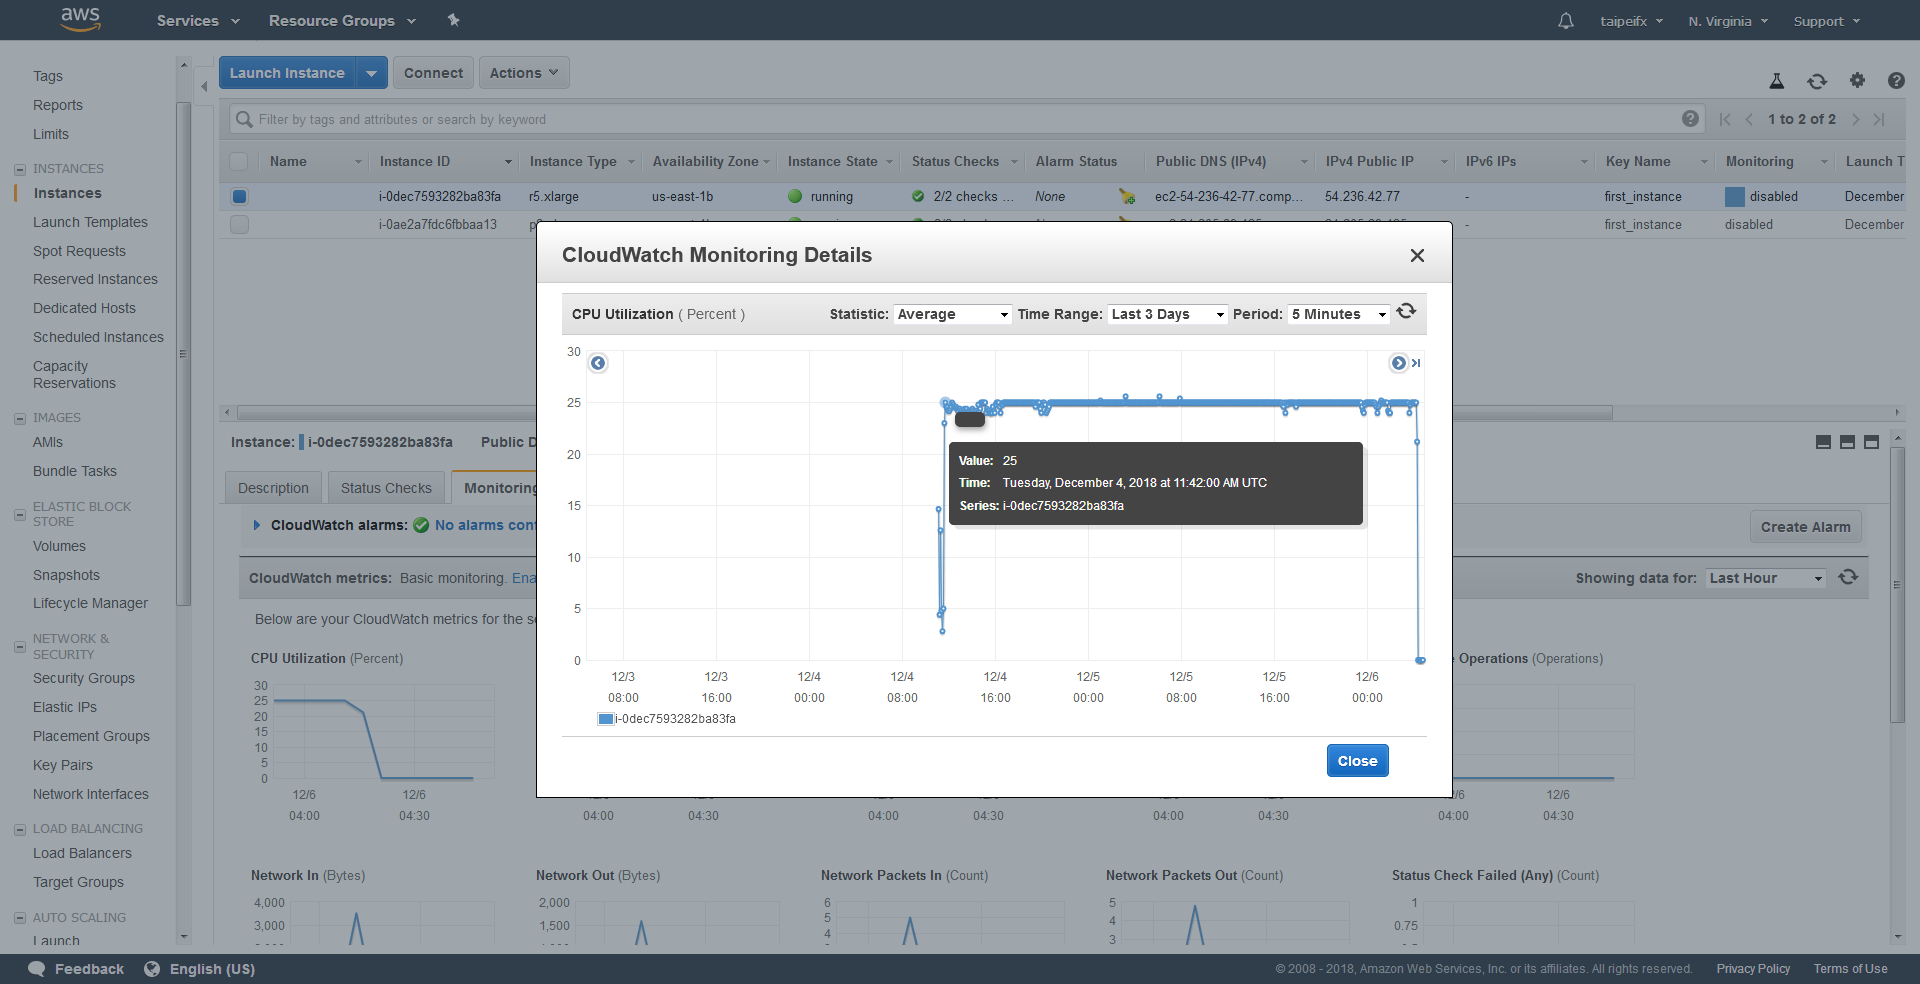 aws Services Resource Groups taipeifx N. Virginia Support
Tags
Reports
Limits
INSTANCES
Instances
Launch Templates
Spot Requests
Reserved Instances
Dedicated Hosts
Scheduled Instances
Capacity
Reservations
IMAGES
AMIs
Bundle Tasks
ELASTIC BLOCK
STORE
Volumes
Snapshots
Lifecycle Manager
NETWORK &
SECURITY
Security Groups
Elastic IPs
Placement Groups
Key Pairs
Network Interfaces
LOAD BALANCING
Load Balancers
Target Groups
AUTO SCALING
Launch
Launch Instance Connect Actions
Filter by tags and attributes or search by keyword 1 to 2 of 2
Name Instance ID Instance Type Availability Zone Instance State Status Checks Alarm Status Public DNS (IPv4) IPv4 Public IP IPv6 IPs Key Name Monitoring Launch T
i-0dec7593282ba83fa r5.xlarge us-east-1b running 2/2 checks ... None ec2-54-236-42-77.comp... 54.236.42.77 - first_instance disabled December
i-0ae2a7fdc6fbbaa13 - first_instance disabled December
Instance: i-0dec7593282ba83fa Public D
Description Status Checks Monitoring
CloudWatch alarms: No alarms conf
Create Alarm
CloudWatch metrics: Basic monitoring. Ena
Showing data for: Last Hour
Below are your CloudWatch metrics for the se
CPU Utilization (Percent)
30
25
20
15
10
5
0
12/6 12/6
04:00 04:30
CloudWatch Monitoring Details
CPU Utilization ( Percent ) Statistic: Average Time Range: Last 3 Days Period: 5 Minutes
30
25
20
15
10
5
0
Value: 25
Time: Tuesday, December 4, 2018 at 11:42:00 AM UTC
Series: i-0dec7593282ba83fa
12/3 12/3 12/4 12/4 12/4 12/5 12/5 12/5 12/6
08:00 16:00 00:00 08:00 16:00 00:00 08:00 16:00 00:00
i-0dec7593282ba83fa
Close
Operations (Operations)
12/6 12/6
04:00 04:30 04:00 04:30 04:00 04:30 04:00 04:30
Network In (Bytes)
4,000
3,000
Network Out (Bytes)
2,000
1,500
Network Packets In (Count)
6
5
4
Network Packets Out (Count)
5
4
3
Status Check Failed (Any) (Count)
1
0.75
Feedback English (US) © 2008 - 2018, Amazon Web Services, Inc. or its affiliates. All rights reserved. Privacy Policy Terms of Use